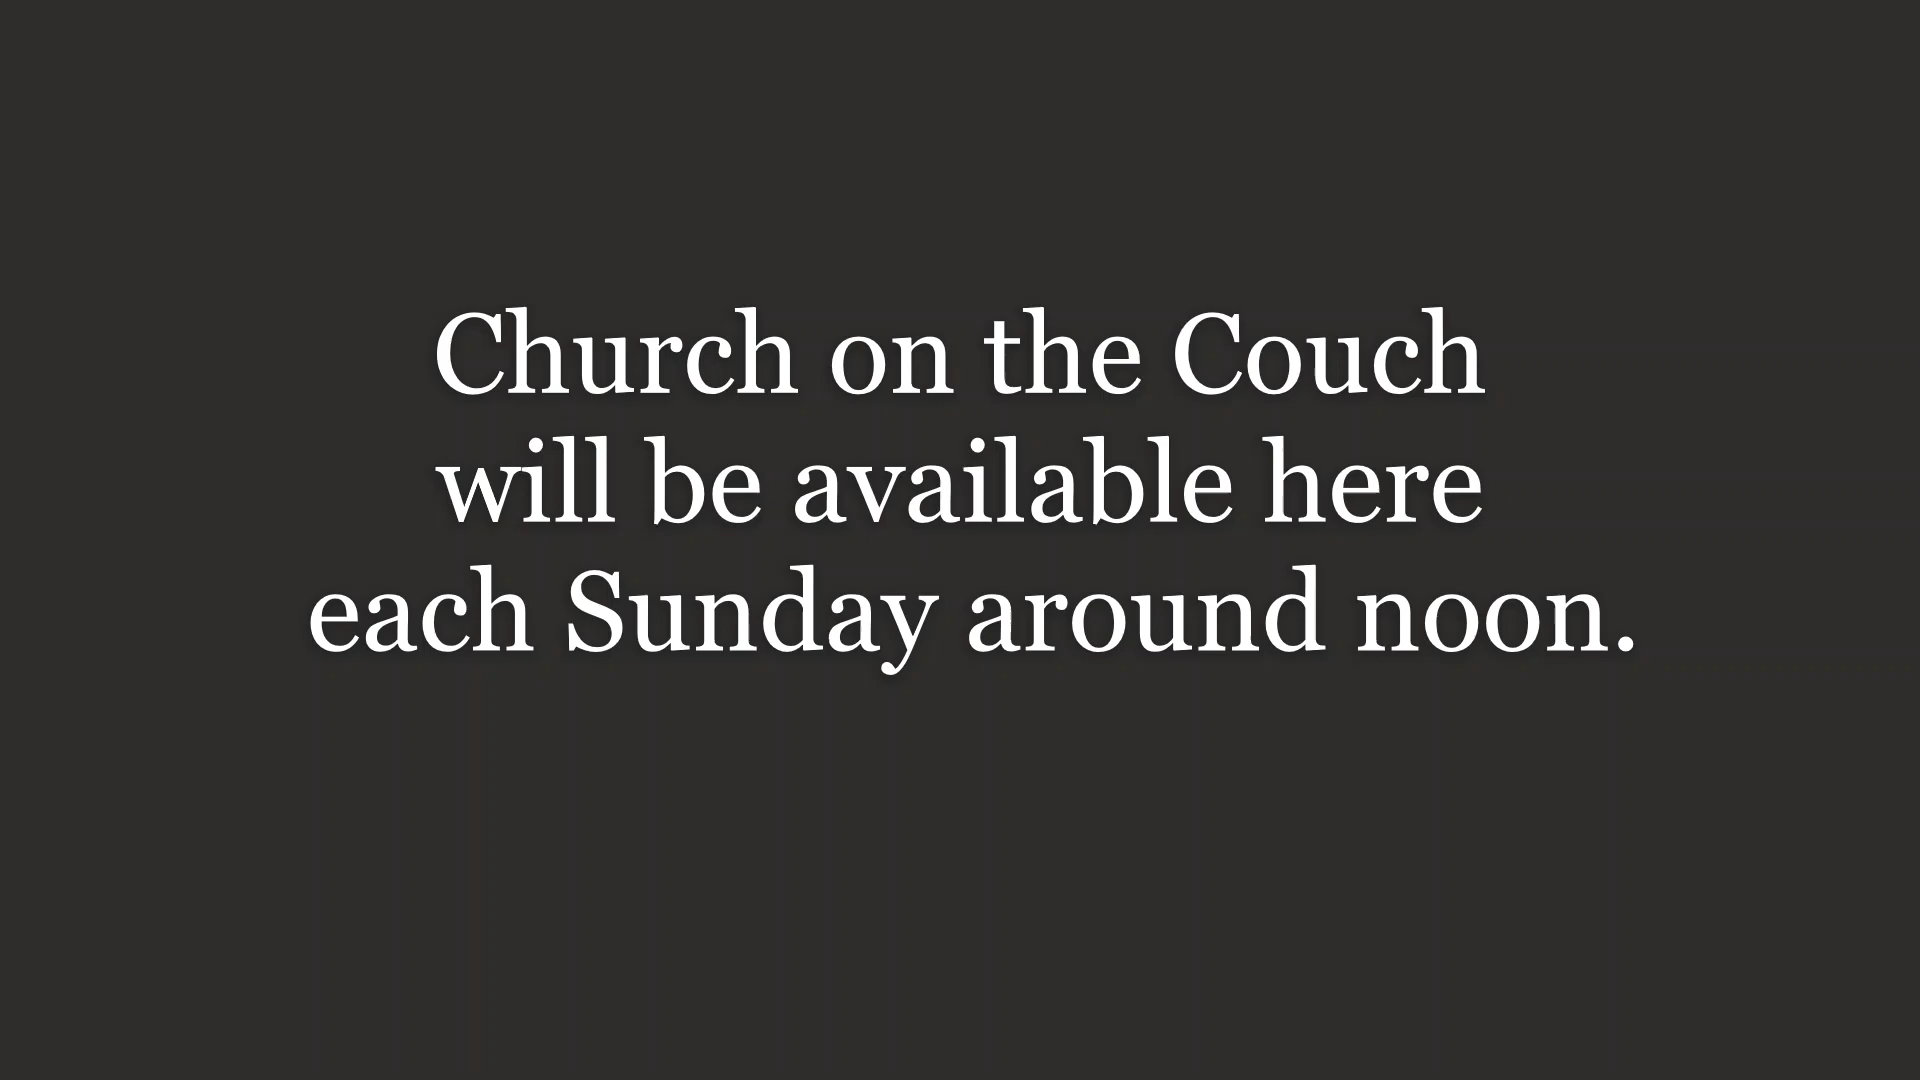 Church on the Couch
will be available here
each Sunday around noon.